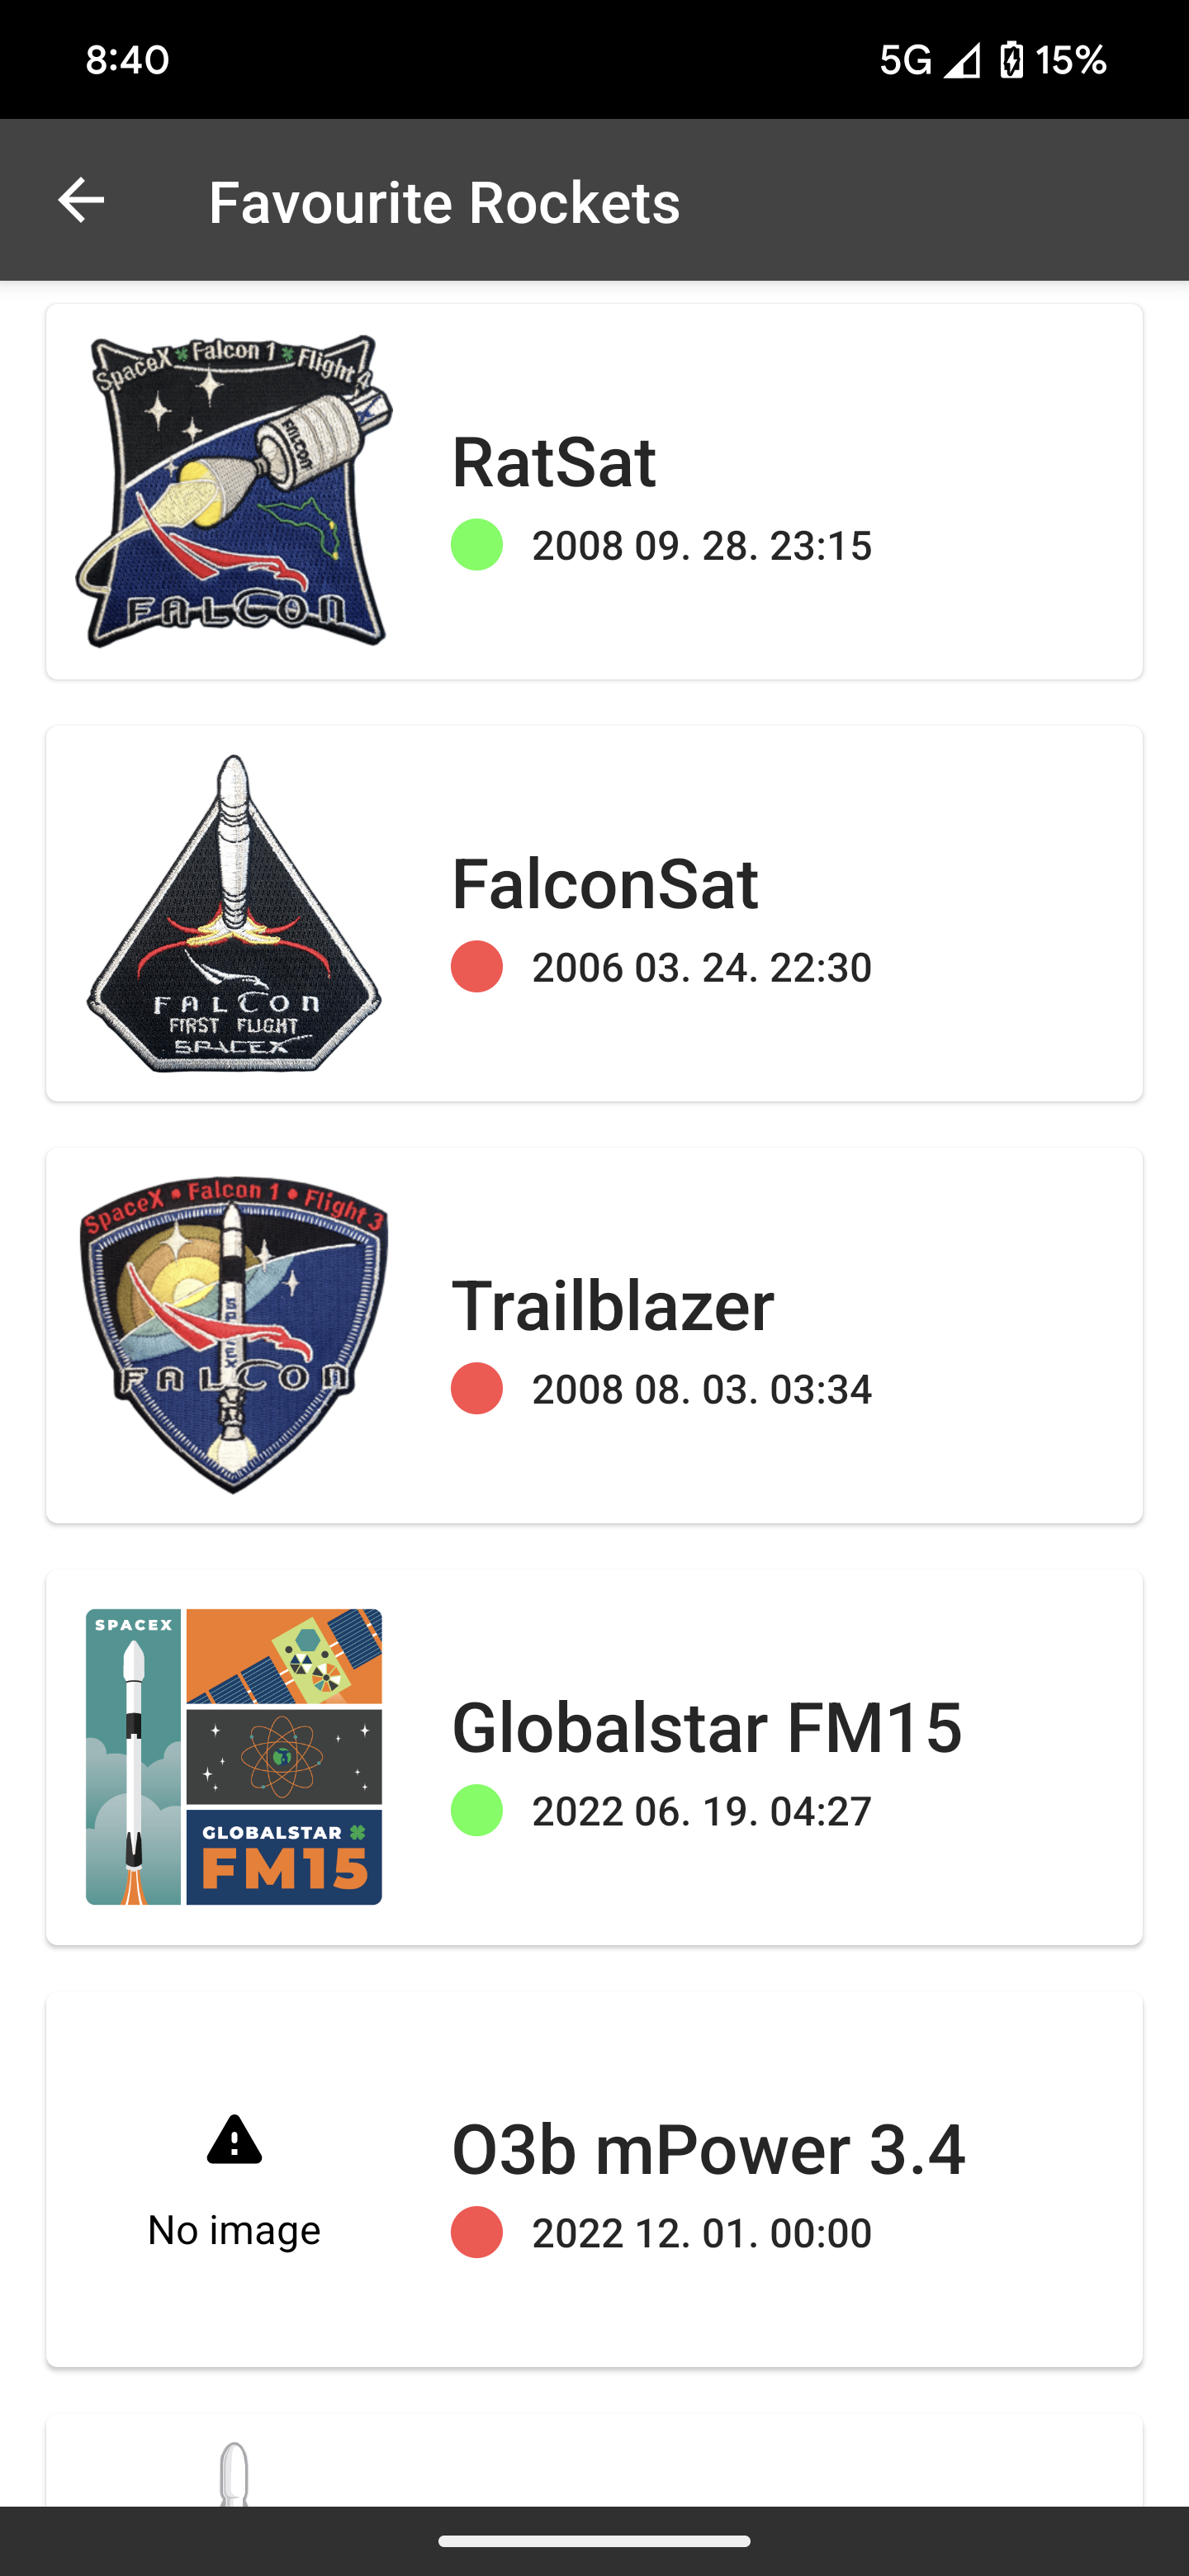 8:40
5G 15%
Favourite Rockets
SpaceX Falcon 1 Flight 4
FALCON
FALCON
RatSat
2008 09. 28. 23:15
FALCON
FIRST FLIGHT
SPACEX
FalconSat
2006 03. 24. 22:30
SpaceX • Falcon 1 • Flight 3
SPACEX
FALCON
Trailblazer
2008 08. 03. 03:34
SPACEX
GLOBALSTAR
FM15
Globalstar FM15
2022 06. 19. 04:27
No image
O3b mPower 3.4
2022 12. 01. 00:00